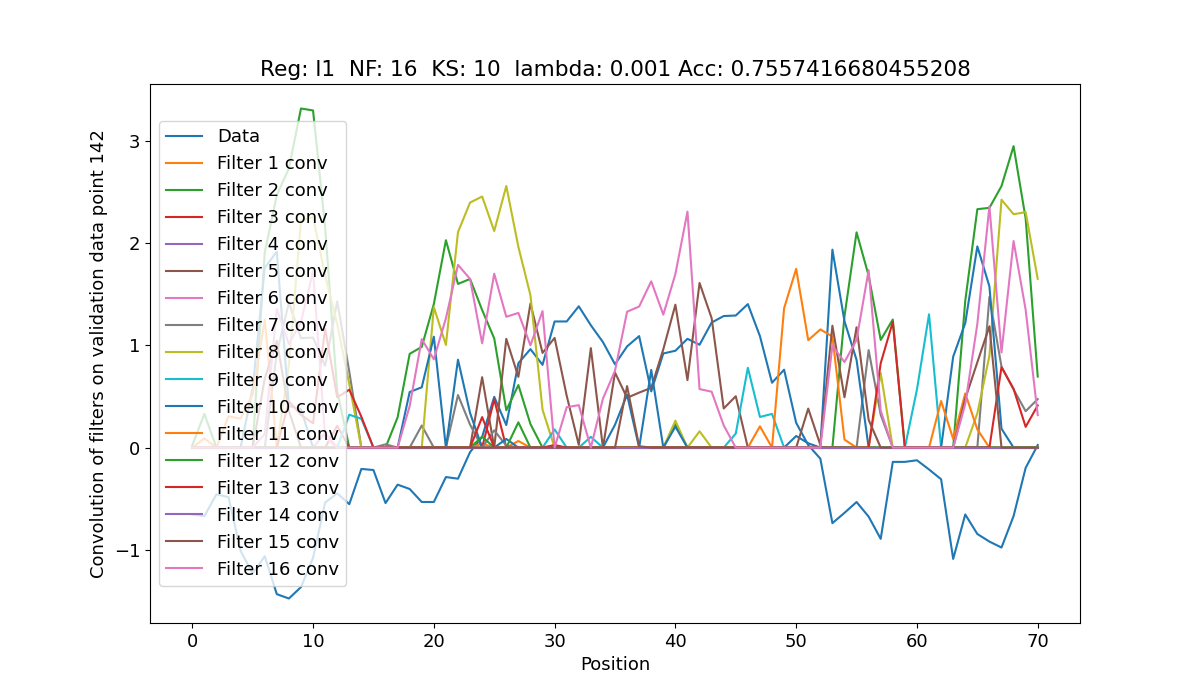 Reg: l1  NF: 16  KS: 10  lambda: 0.001 Acc: 0.7557416680455208
Convolution of filters on validation data point 142
3
2
1
0
−1
Data
Filter 1 conv
Filter 2 conv
Filter 3 conv
Filter 4 conv
Filter 5 conv
Filter 6 conv
Filter 7 conv
Filter 8 conv
Filter 9 conv
Filter 10 conv
Filter 11 conv
Filter 12 conv
Filter 13 conv
Filter 14 conv
Filter 15 conv
Filter 16 conv
0 10 20 30 40 50 60 70
Position